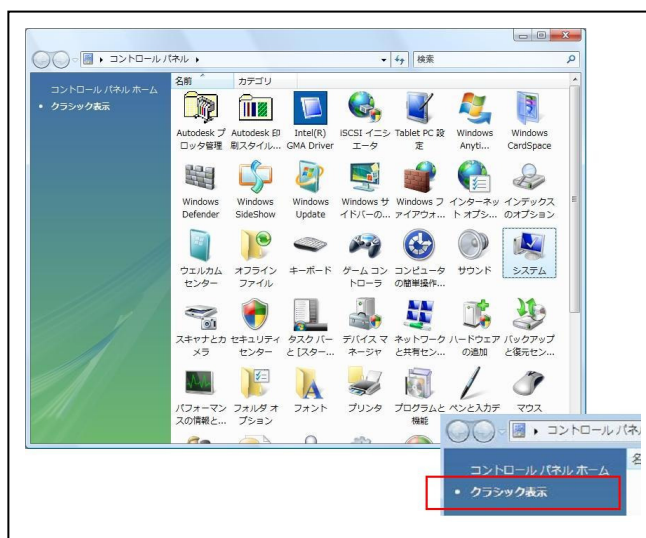 コントロール パネル
検索
コントロール パネル ホーム
クラシック表示
名前 カテゴリ
Autodesk プロッタ管理
Autodesk 印刷スタイル...
Intel(R) GMA Driver
iSCSI イニシエータ
Tablet PC 設定
Windows Anyti...
Windows CardSpace
Windows Defender
Windows SideShow
Windows Update
Windows サイドバーの...
Windows ファイアウォ...
インターネット オプシ...
インデックスのオプション
ウェルカム センター
オフライン ファイル
キーボード
ゲーム コントローラ
コンピュータの簡単操作...
サウンド
システム
スキャナとカメラ
セキュリティ センター
タスク バーと [スター...
デバイス マネージャ
ネットワークと共有セン...
ハードウェアの追加
バックアップと復元セン...
パフォーマンスの情報と...
フォルダ オプション
フォント
プリンタ
プログラムと機能
ペンと入力デ
マウス
コントロール パネ
コントロール パネル ホーム
クラシック表示